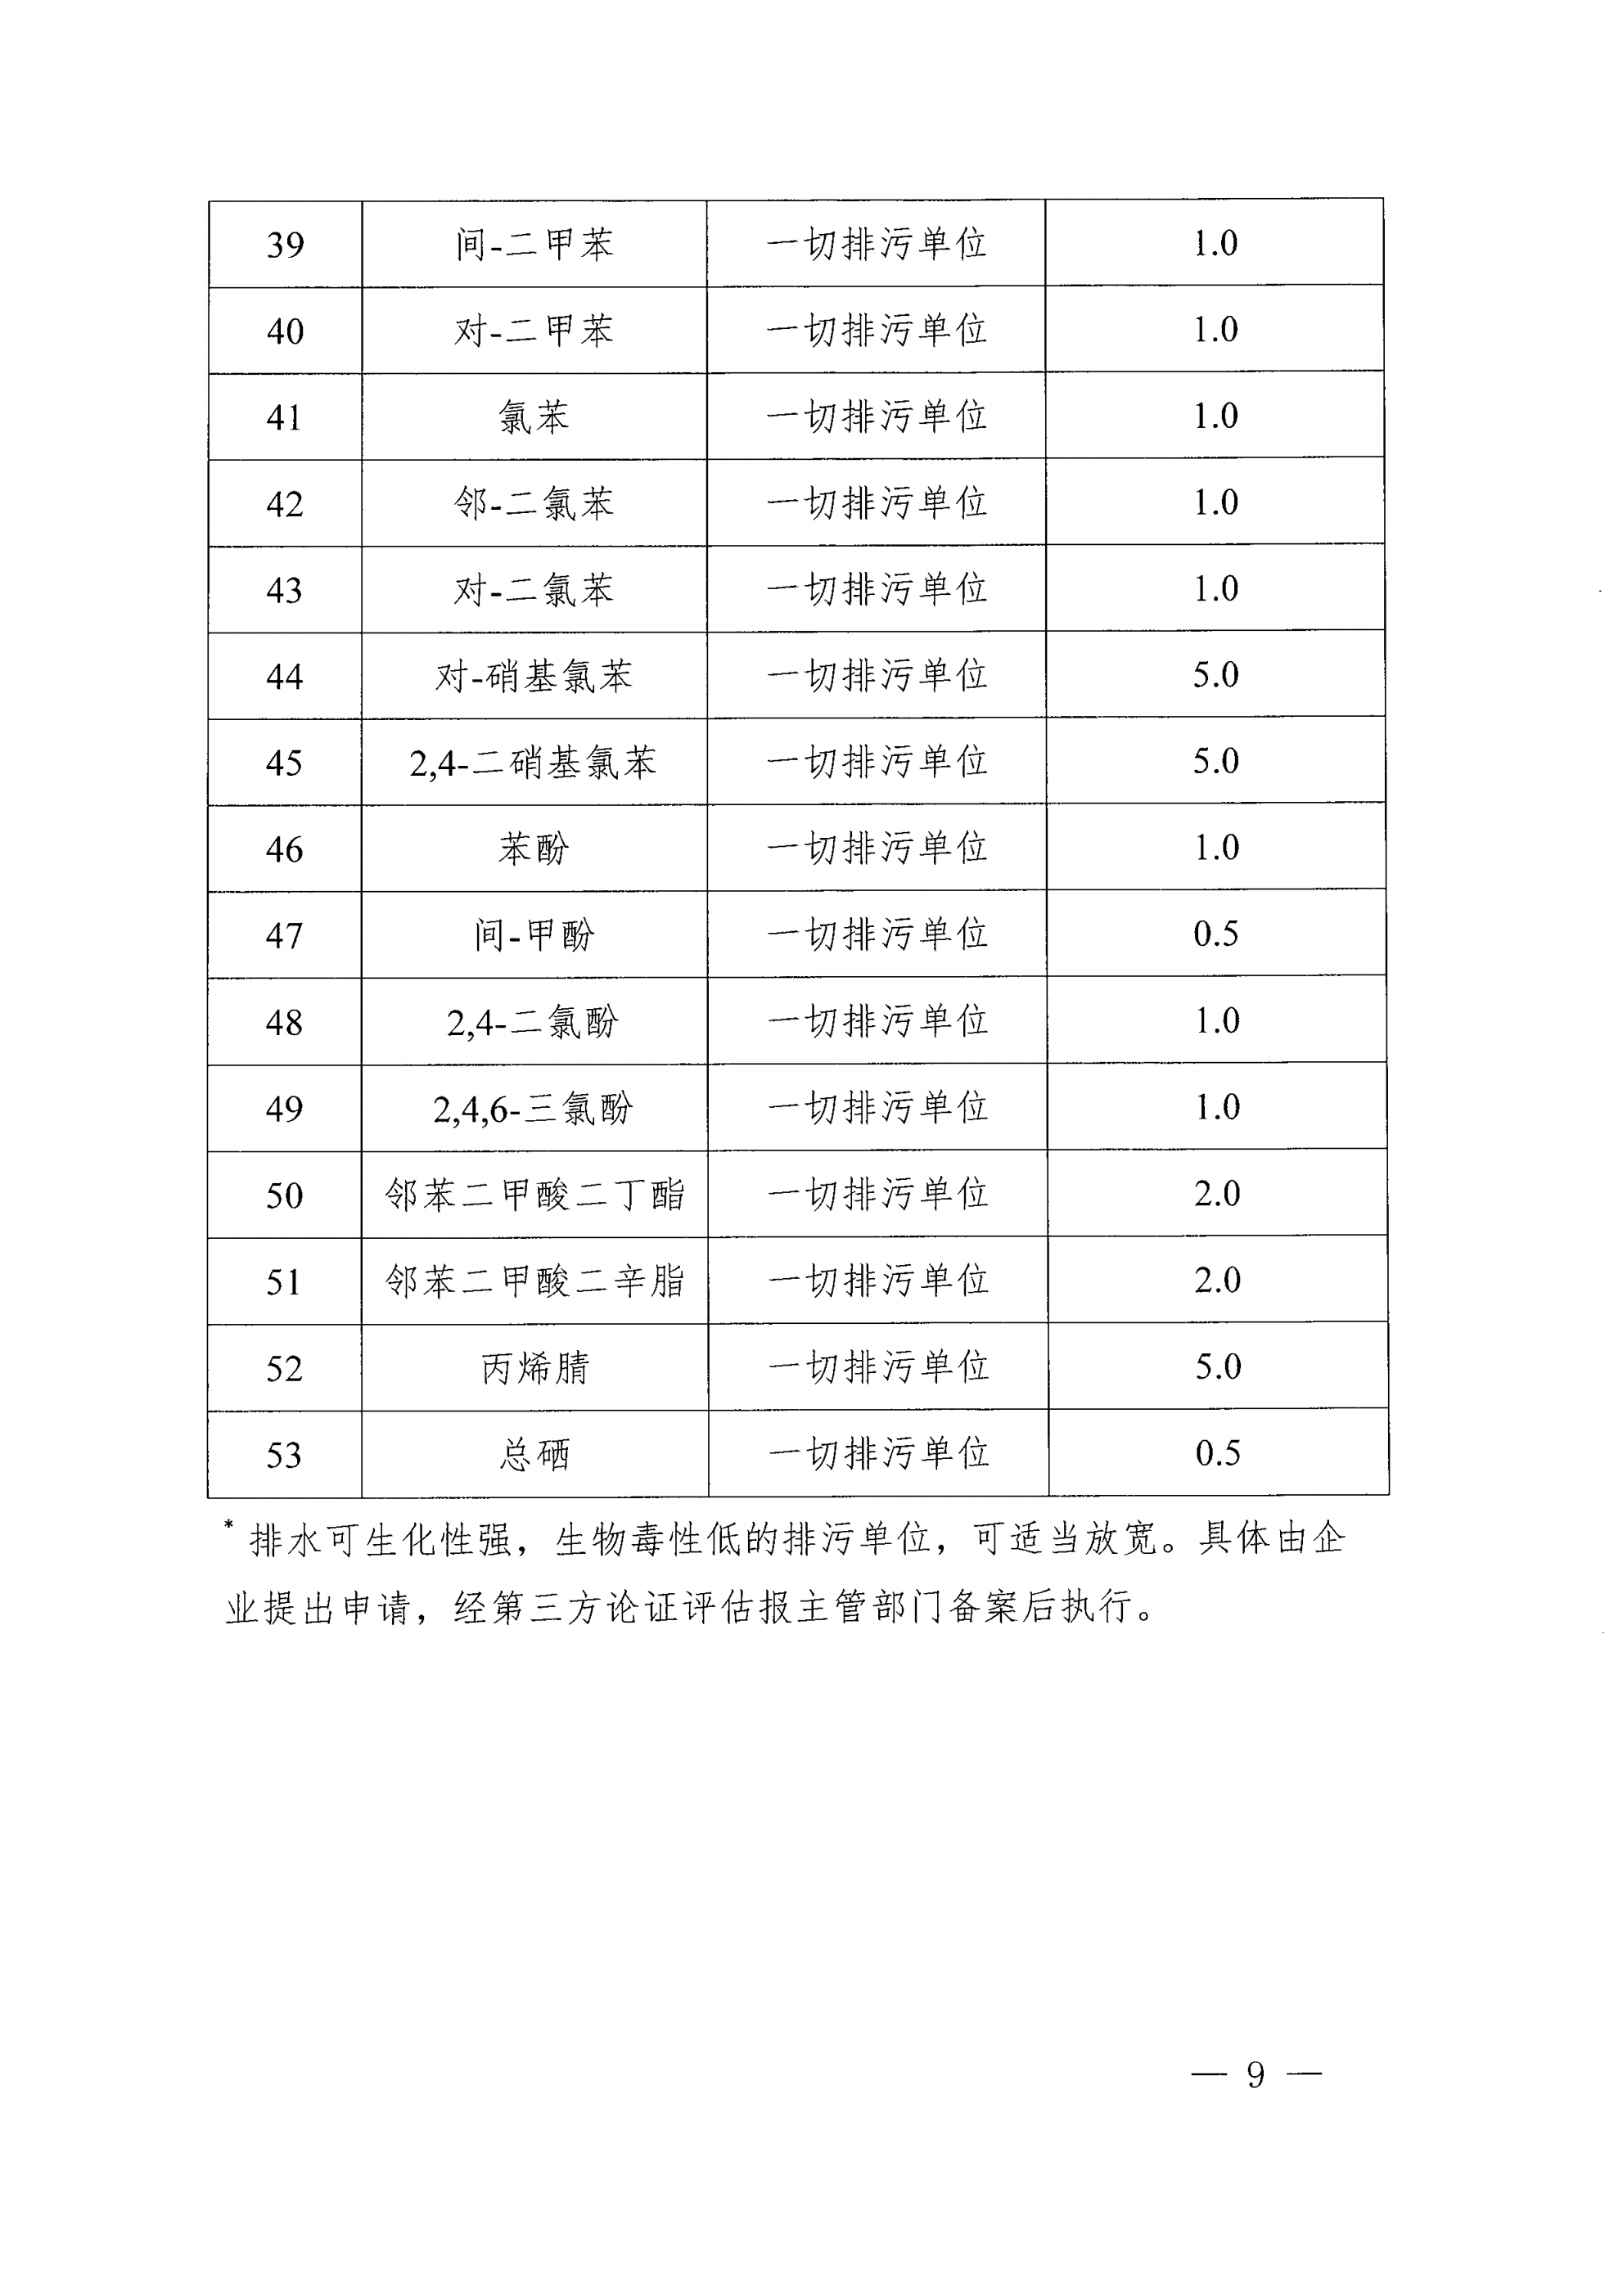 39 间-二甲苯 一切排污单位 1.0
40 对-二甲苯 一切排污单位 1.0
41 氯苯 一切排污单位 1.0
42 邻-二氯苯 一切排污单位 1.0
43 对-二氯苯 一切排污单位 1.0
44 对-硝基氯苯 一切排污单位 5.0
45 2,4-二硝基氯苯 一切排污单位 5.0
46 苯酚 一切排污单位 1.0
47 间-甲酚 一切排污单位 0.5
48 2,4-二氯酚 一切排污单位 1.0
49 2,4,6-三氯酚 一切排污单位 1.0
50 邻苯二甲酸二丁酯 一切排污单位 2.0
51 邻苯二甲酸二辛脂 一切排污单位 2.0
52 丙烯腈 一切排污单位 5.0
53 总硒 一切排污单位 0.5
* 排水可生化性强，生物毒性低的排污单位，可适当放宽。具体由企
业提出申请，经第三方论证评估报主管部门备案后执行。
— 9 —